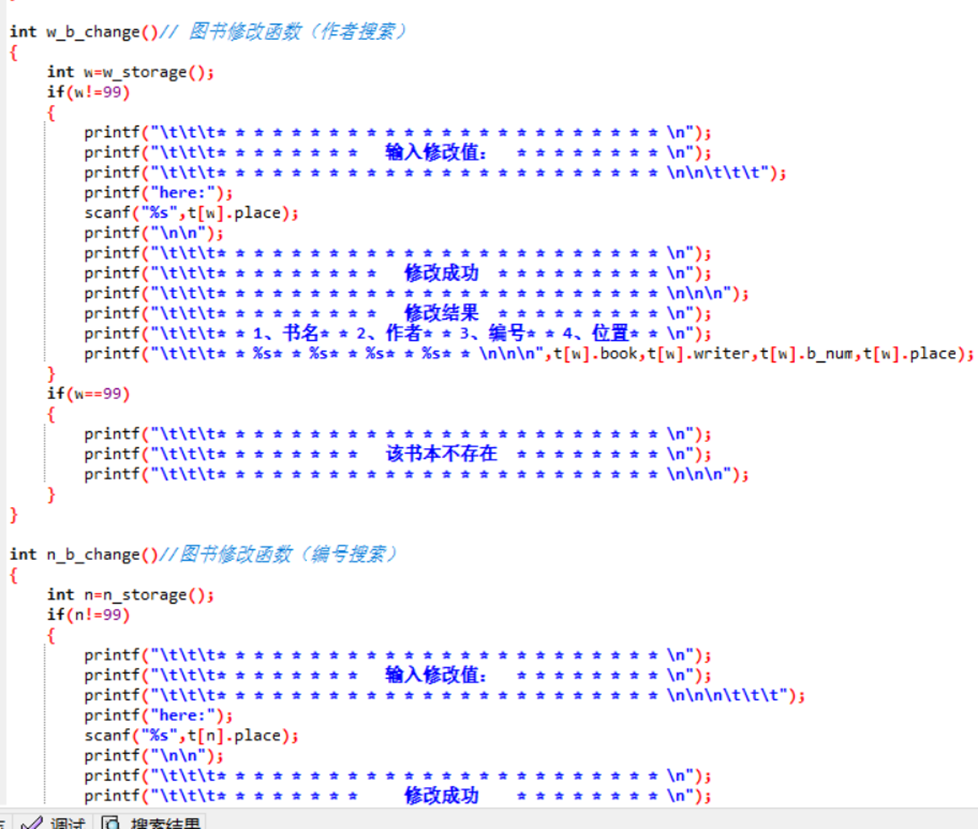 int w_b_change()// 图书修改函数（作者搜索）
{
int w=w_storage();
if(w!=99)
{
printf("\t\t\t* * * * * * * * * * * * * * * * * * * * * * * * \n");
printf("\t\t\t* * * * * * * *   输入修改值：  * * * * * * * * \n");
printf("\t\t\t* * * * * * * * * * * * * * * * * * * * * * * * \n\n\t\t\t");
printf("here:");
scanf("%s",t[w].place);
printf("\n\n");
printf("\t\t\t* * * * * * * * * * * * * * * * * * * * * * * * \n");
printf("\t\t\t* * * * * * * * *   修改成功  * * * * * * * * * \n");
printf("\t\t\t* * * * * * * * * * * * * * * * * * * * * * * * \n\n\n");
printf("\t\t\t* * * * * * * * *   修改结果  * * * * * * * * * \n");
printf("\t\t\t* * 1、书名* * 2、作者* * 3、编号* * 4、位置* * \n");
printf("\t\t\t* * %s* * %s* * %s* * %s* * \n\n\n",t[w].book,t[w].writer,t[w].b_num,t[w].place);
}
if(w==99)
{
printf("\t\t\t* * * * * * * * * * * * * * * * * * * * * * * * \n");
printf("\t\t\t* * * * * * * *   该书本不存在  * * * * * * * * \n");
printf("\t\t\t* * * * * * * * * * * * * * * * * * * * * * * * \n\n\n");
}
}
int n_b_change()//图书修改函数（编号搜索）
{
int n=n_storage();
if(n!=99)
{
printf("\t\t\t* * * * * * * * * * * * * * * * * * * * * * * * \n");
printf("\t\t\t* * * * * * * *   输入修改值：  * * * * * * * * \n");
printf("\t\t\t* * * * * * * * * * * * * * * * * * * * * * * * \n\n\n\t\t\t");
printf("here:");
scanf("%s",t[n].place);
printf("\n\n");
printf("\t\t\t* * * * * * * * * * * * * * * * * * * * * * * * \n");
printf("\t\t\t* * * * * * * *     修改成功    * * * * * * * * \n");
调试 搜索结果